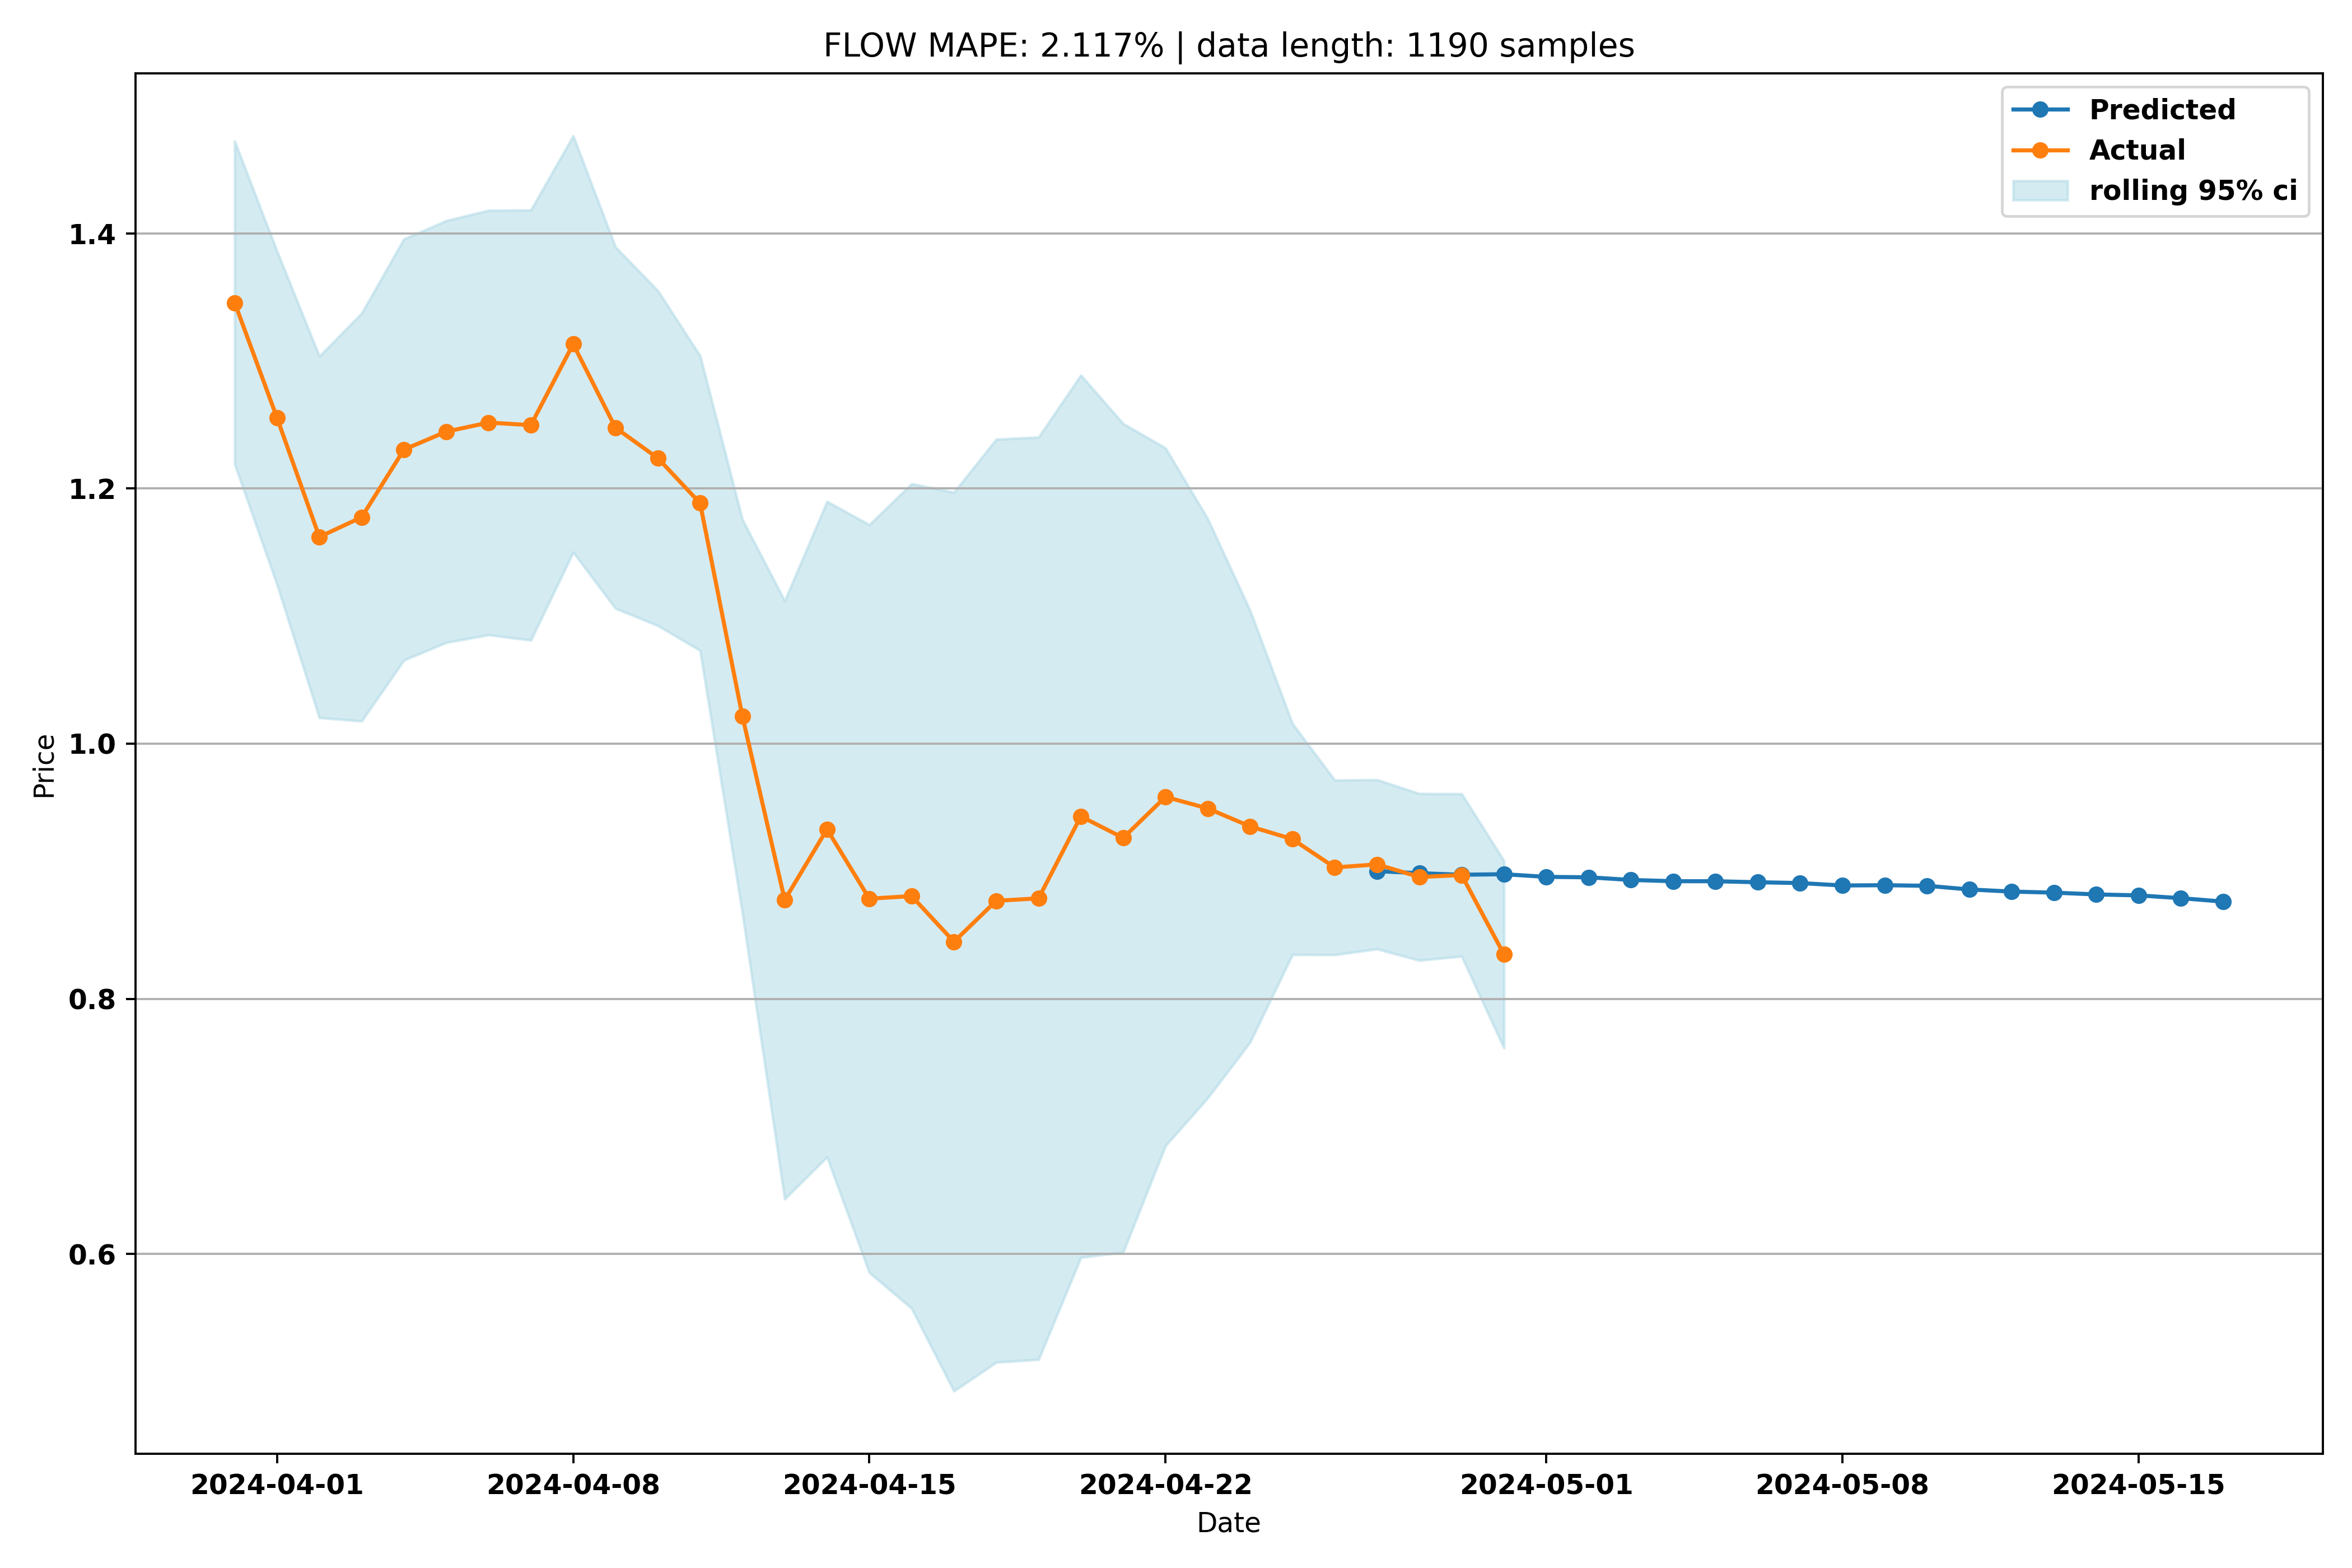 FLOW MAPE: 2.117% | data length: 1190 samples
Predicted
Actual
rolling 95% ci
Price
1.4
1.2
1.0
0.8
0.6
2024-04-01
2024-04-08
2024-04-15
2024-04-22
2024-05-01
2024-05-08
2024-05-15
Date